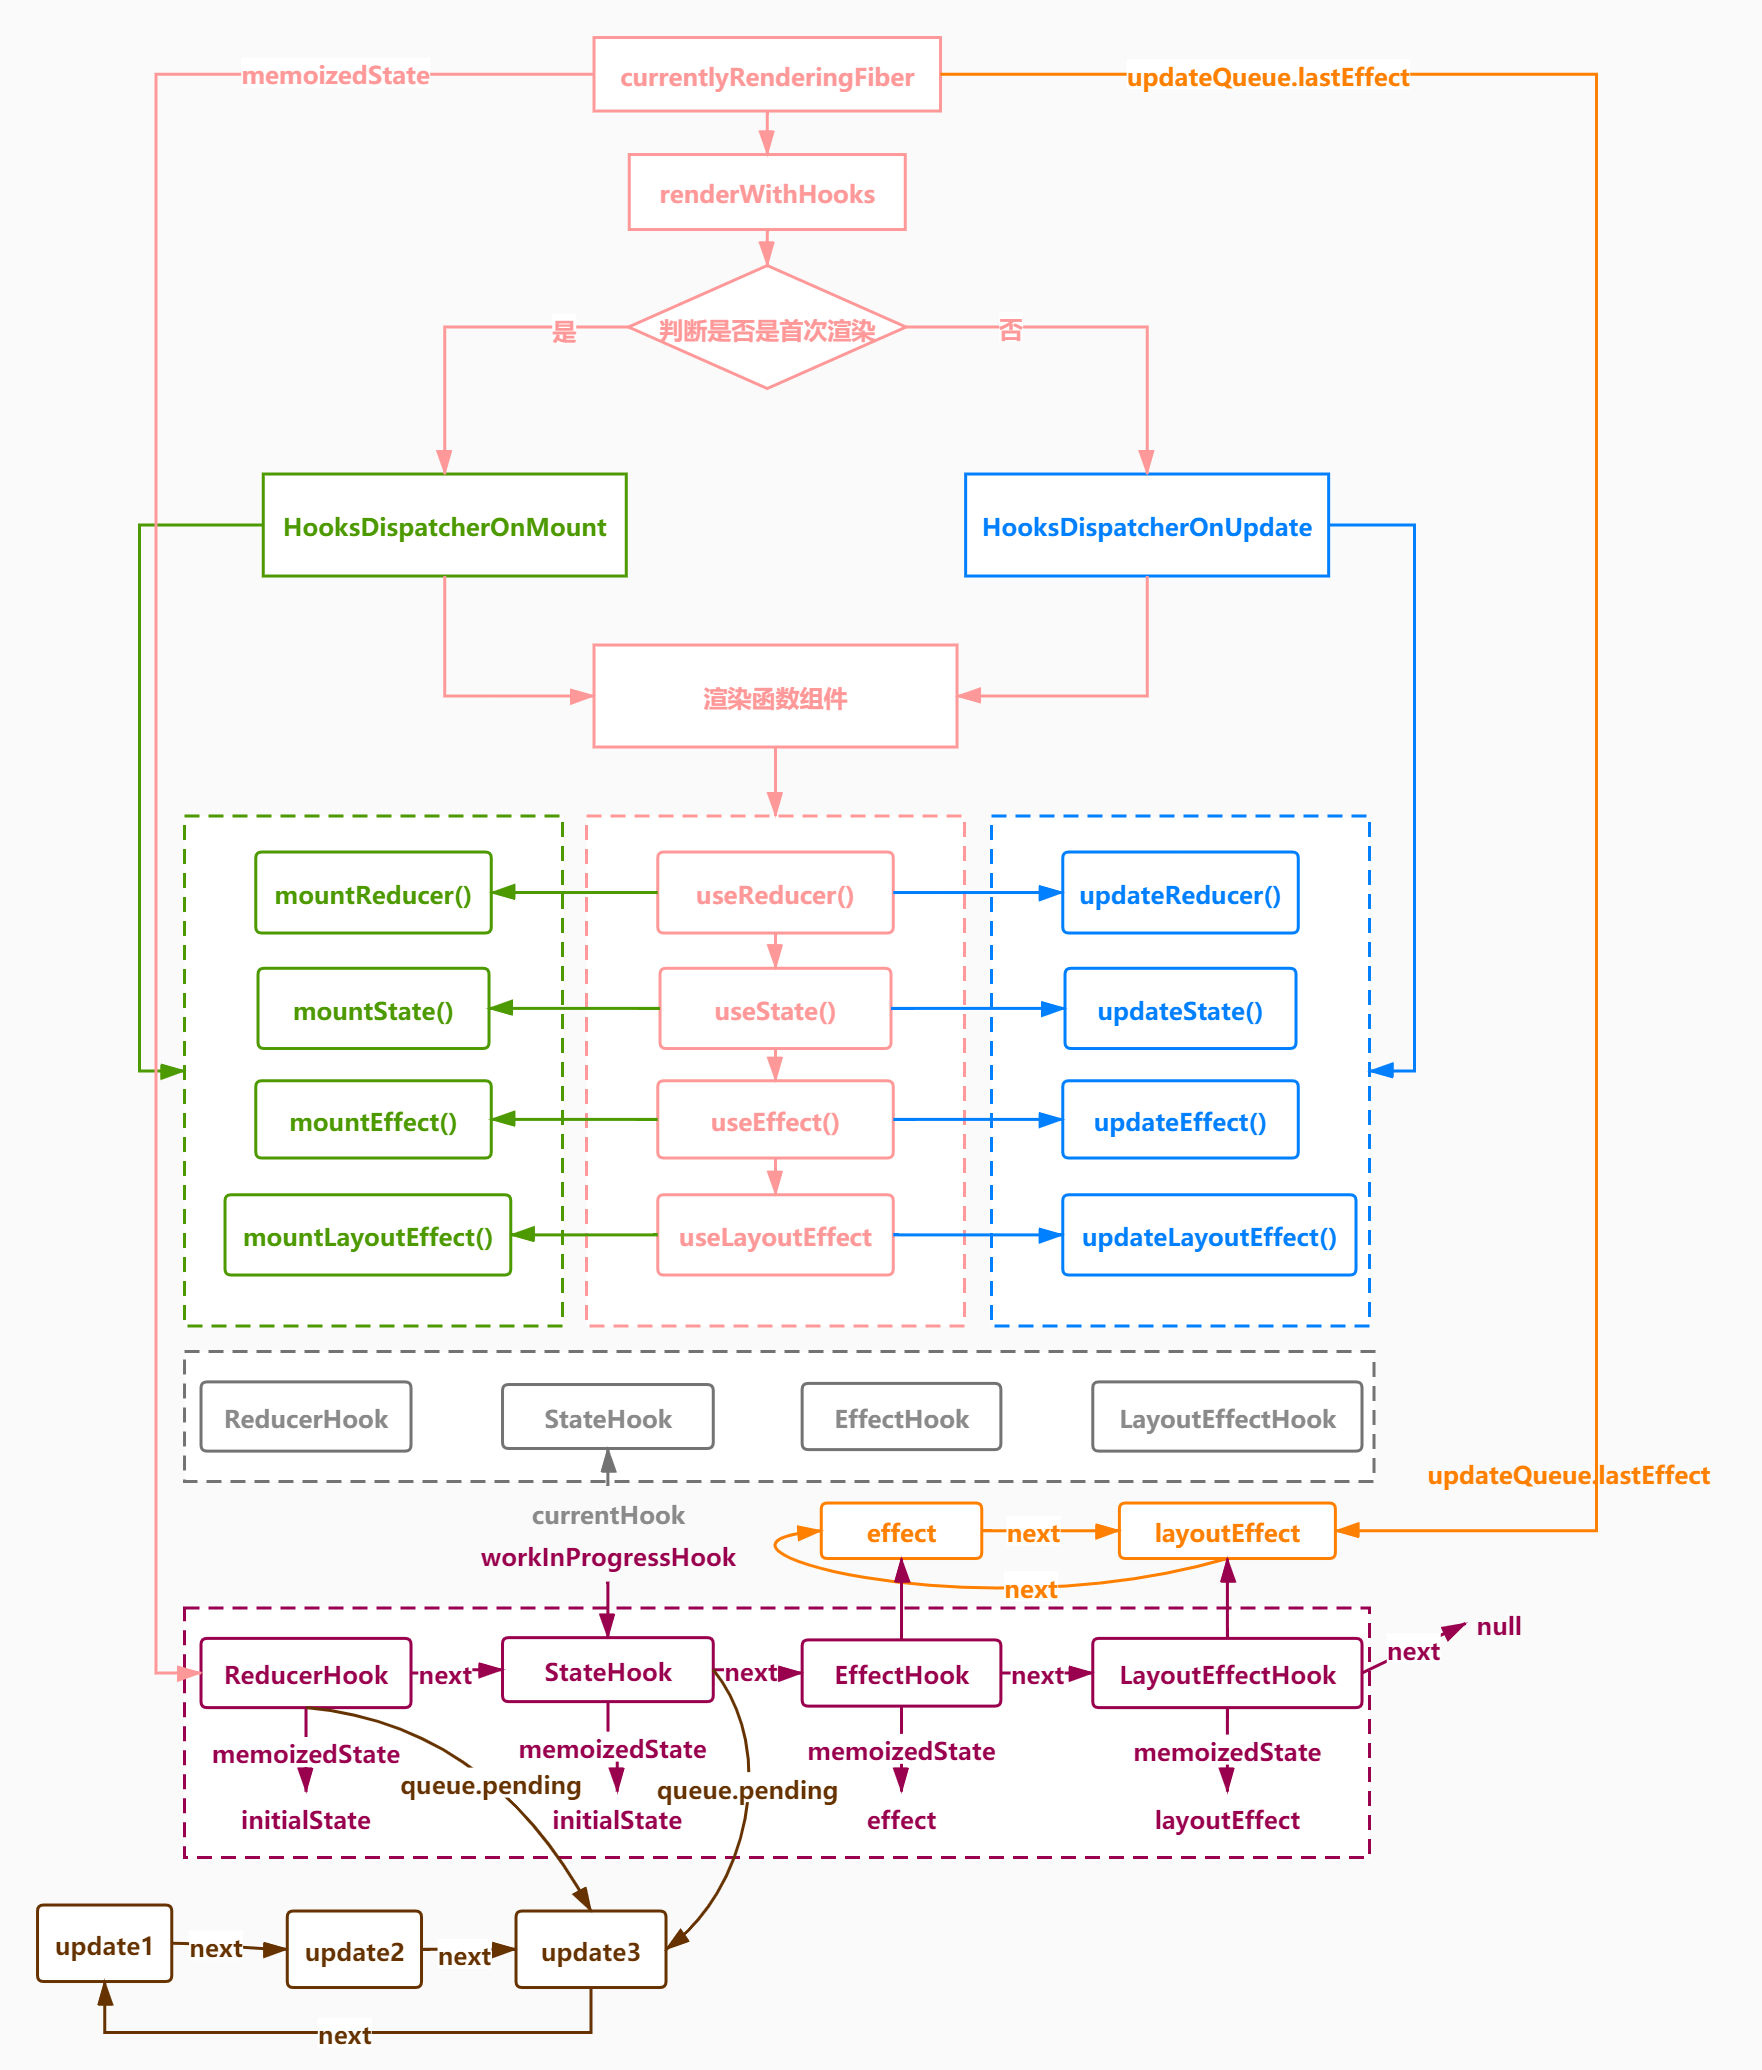 memoizedState
currentlyRenderingFiber
updateQueue.lastEffect
renderWithHooks
是
判断是否是首次渲染
否
HooksDispatcherOnMount
HooksDispatcherOnUpdate
渲染函数组件
mountReducer()
useReducer()
updateReducer()
mountState()
useState()
updateState()
mountEffect()
useEffect()
updateEffect()
mountLayoutEffect()
useLayoutEffect
updateLayoutEffect()
ReducerHook
StateHook
EffectHook
LayoutEffectHook
updateQueue.lastEffect
currentHook
effect
next
layoutEffect
workInProgressHook
next
null
ReducerHook
next
StateHook
next
EffectHook
next
LayoutEffectHook
next
memoizedState
memoizedState
memoizedState
memoizedState
queue.pending
queue.pending
initialState
initialState
effect
layoutEffect
update1
next
update2
next
update3
next